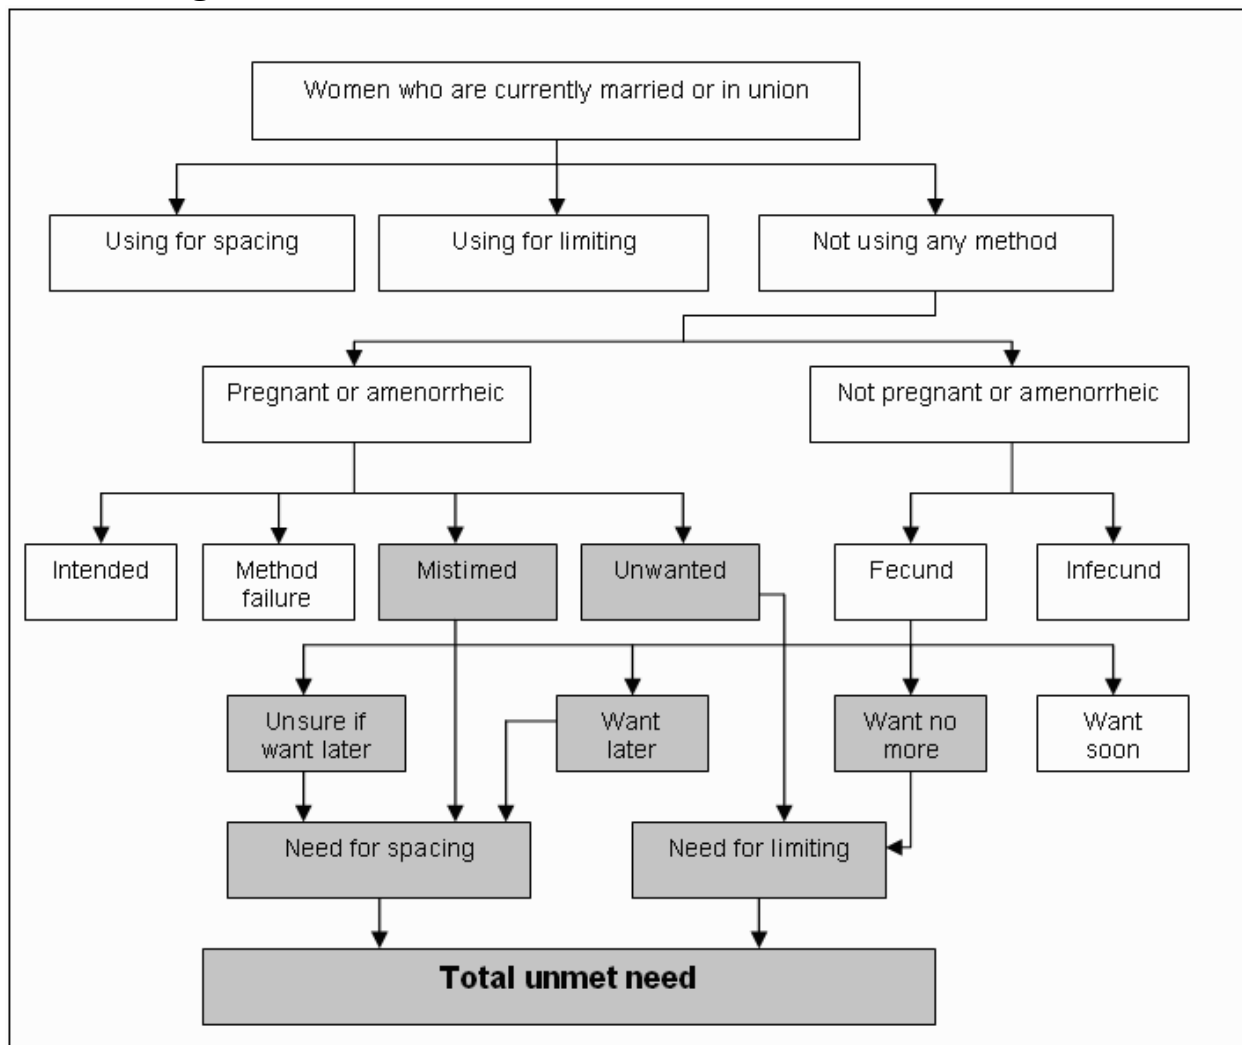 Women who are currently married or in union
Using for spacing
Using for limiting
Not using any method
Pregnant or amenorrheic
Not pregnant or amenorrheic
Intended
Method
failure
Mistimed
Unwanted
Fecund
Infecund
Unsure if
want later
Want
later
Want no
more
Want
soon
Need for spacing
Need for limiting
Total unmet need